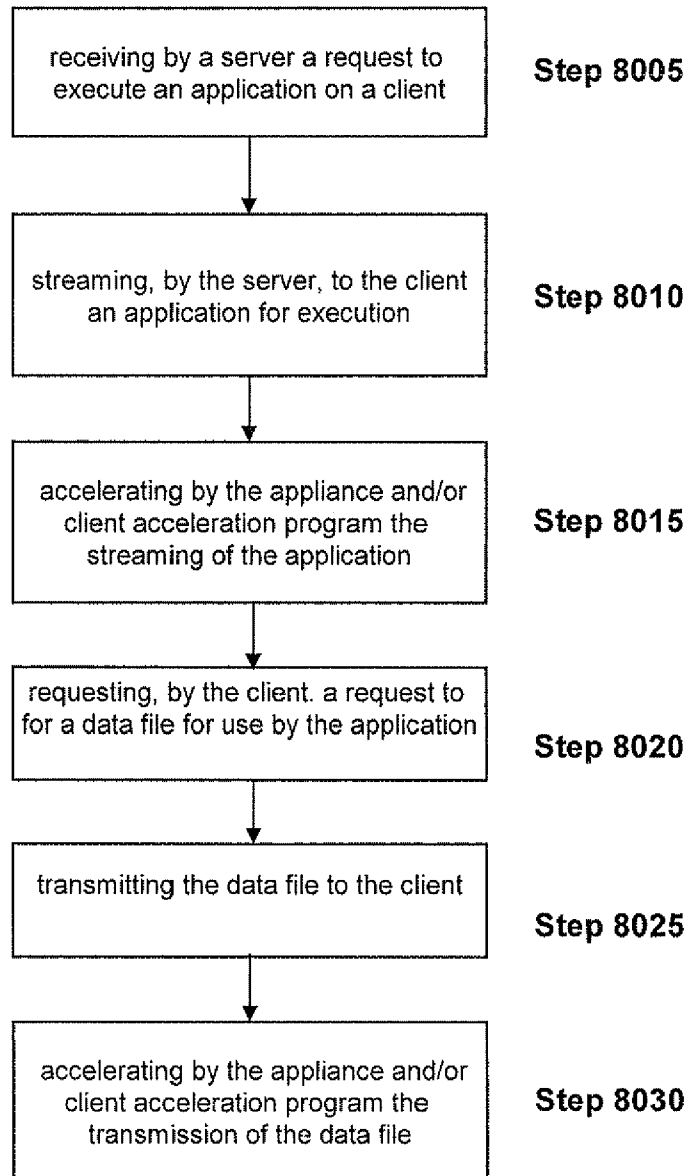 receiving by a server a request to
execute an application on a client
Step 8005
streaming, by the server, to the client
an application for execution
Step 8010
accelerating by the appliance and/or
client acceleration program the
streaming of the application
Step 8015
requesting, by the client. a request to
for a data file for use by the application
Step 8020
transmitting the data file to the client
Step 8025
accelerating by the appliance and/or
client acceleration program the
transmission of the data file
Step 8030